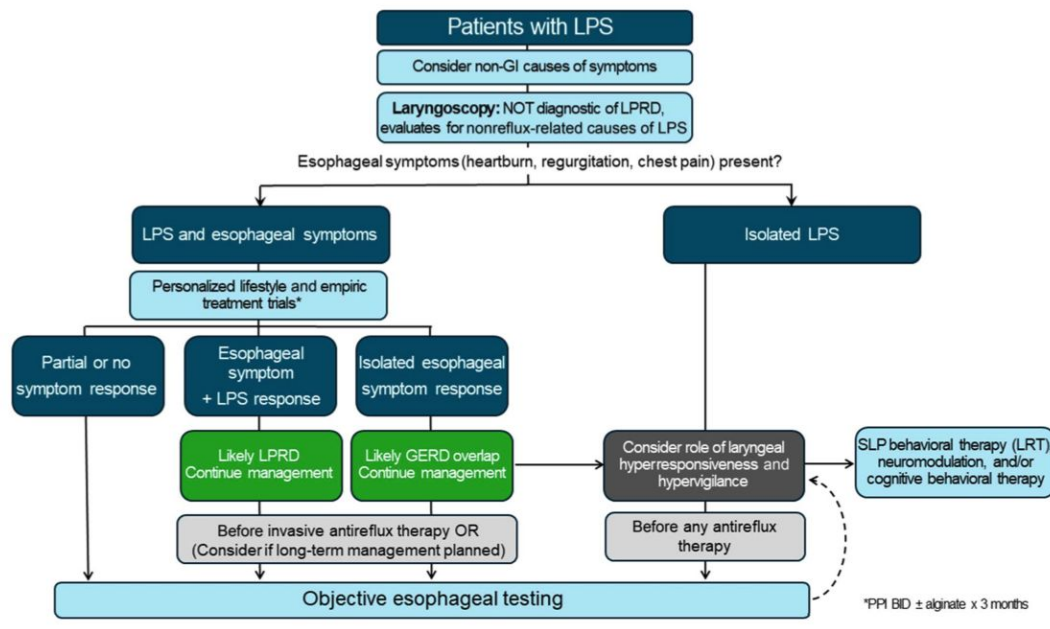 Patients with LPS
Consider non-GI causes of symptoms
Laryngoscopy: NOT diagnostic of LPRD,
evaluates for nonreflux-related causes of LPS
Esophageal symptoms (heartburn, regurgitation, chest pain) present?
LPS and esophageal symptoms
Isolated LPS
Personalized lifestyle and empiric
treatment trials*
Partial or no
symptom response
Esophageal
symptom
+ LPS response
Isolated esophageal
symptom response
Likely LPRD
Continue management
Likely GERD overlap
Continue management
Consider role of laryngeal
hyperresponsiveness and
hypervigilance
SLP behavioral therapy (LRT)
neuromodulation, and/or
cognitive behavioral therapy
Before invasive antireflux therapy OR
(Consider if long-term management planned)
Before any antireflux
therapy
Objective esophageal testing
*PPI BID ± alginate x 3 months